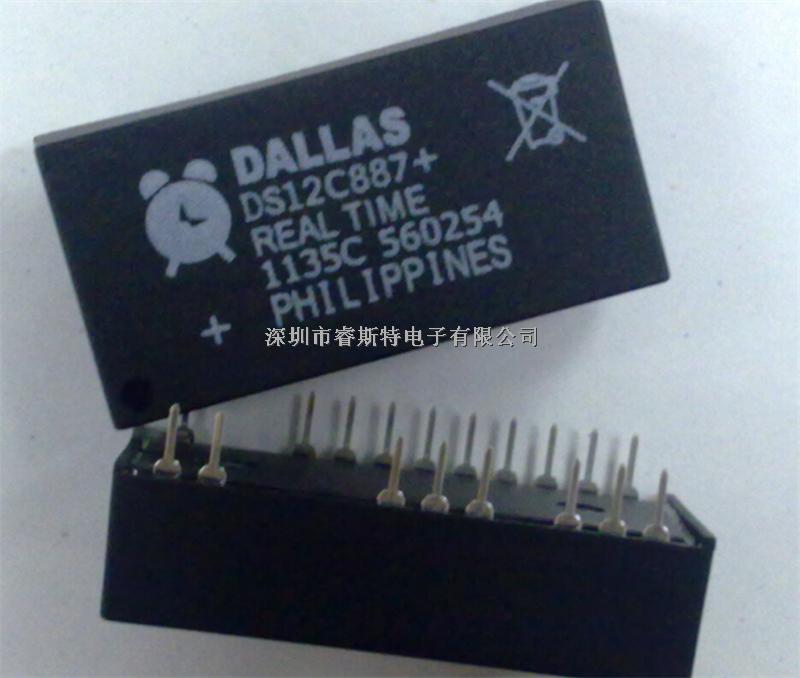 DALLAS
DS12C887+
REAL TIME
1135C 560254
PHILIPPINES
+
深圳市睿斯特电子有限公司